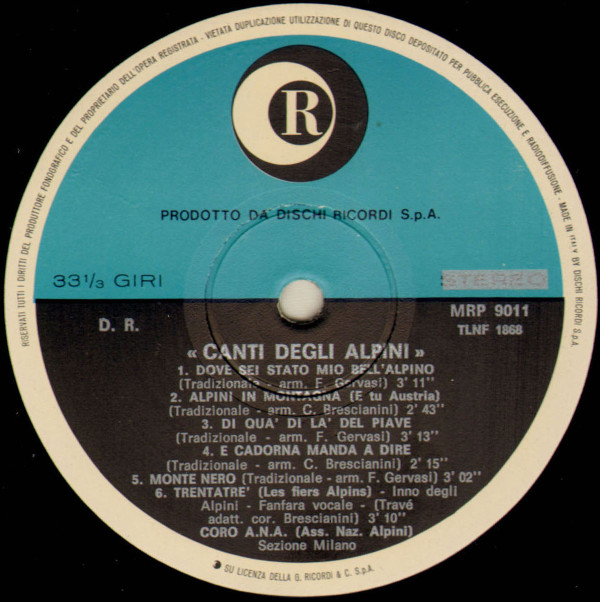 RISERVATI TUTTI I DIRITTI DEL PRODUTTORE FONOGRAFICO E DEL PROPRIETARIO DELL'OPERA REGISTRATA - VIETATA DUPLICAZIONE UTILIZZAZIONE DI QUESTO DISCO DEPOSITATO PER PUBBLICA ESECUZIONE E RADIODIFFUSIONE - MADE IN ITALY BY DISCHI RICORDI S.p.A.
R
PRODOTTO DA DISCHI RICORDI S.p.A.
33 1/3 GIRI
STEREO
D. R.
MRP 9011
TLNF 1868
« CANTI DEGLI ALPINI »
1. DOVE SEI STATO MIO BELL'ALPINO
(Tradizionale - arm. F. Gervasi) 3' 11''
2. ALPINI IN MONTAGNA (E tu Austria)
(Tradizionale - arm. C. Brescianini) 2' 43''
3. DI QUA' DI LA' DEL PIAVE
(Tradizionale - arm. F. Gervasi) 3' 13''
4. E CADORNA MANDA A DIRE
(Tradizionale - arm. C. Brescianini) 2' 15''
5. MONTE NERO (Tradizionale - arm. F. Gervasi) 3' 02''
6. TRENTATRE' (Les fiers Alpins) - Inno degli
Alpini - Fanfara vocale - (Travé
adatt. cor. Brescianini) 3' 10''
CORO A.N.A. (Ass. Naz. Alpini)
Sezione Milano
SU LICENZA DELLA G. RICORDI & C. S.p.A.